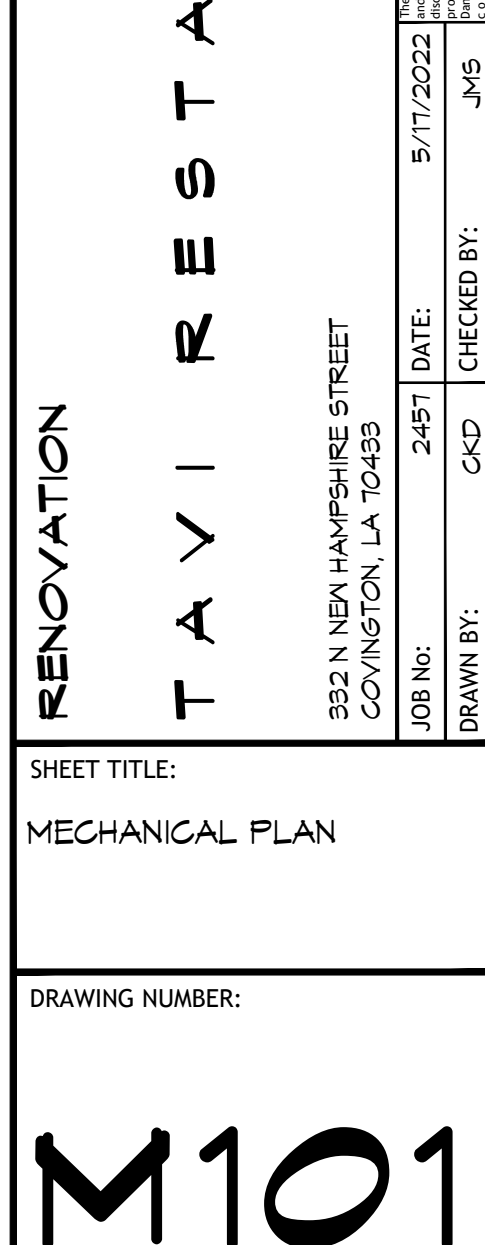 RENOVATION
TAVI RESTA
332 N NEW HAMPSHIRE STREET
COVINGTON, LA 70433
JOB No: 2457 DATE: 5/17/2022
DRAWN BY: CKD CHECKED BY: JMS
SHEET TITLE:
MECHANICAL PLAN
DRAWING NUMBER:
M101